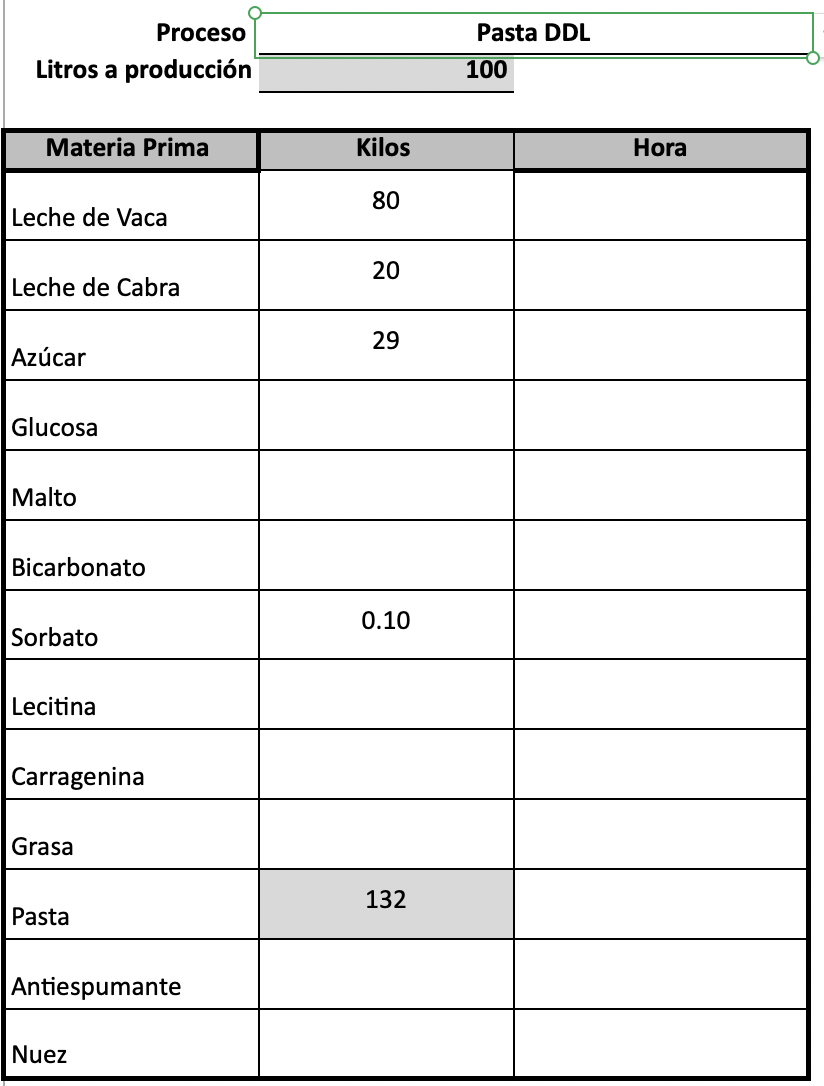 Proceso Pasta DDL
Litros a producción 100
Materia Prima Kilos Hora
Leche de Vaca 80
Leche de Cabra 20
Azúcar 29
Glucosa
Malto
Bicarbonato
Sorbato 0.10
Lecitina
Carragenina
Grasa
Pasta 132
Antiespumante
Nuez